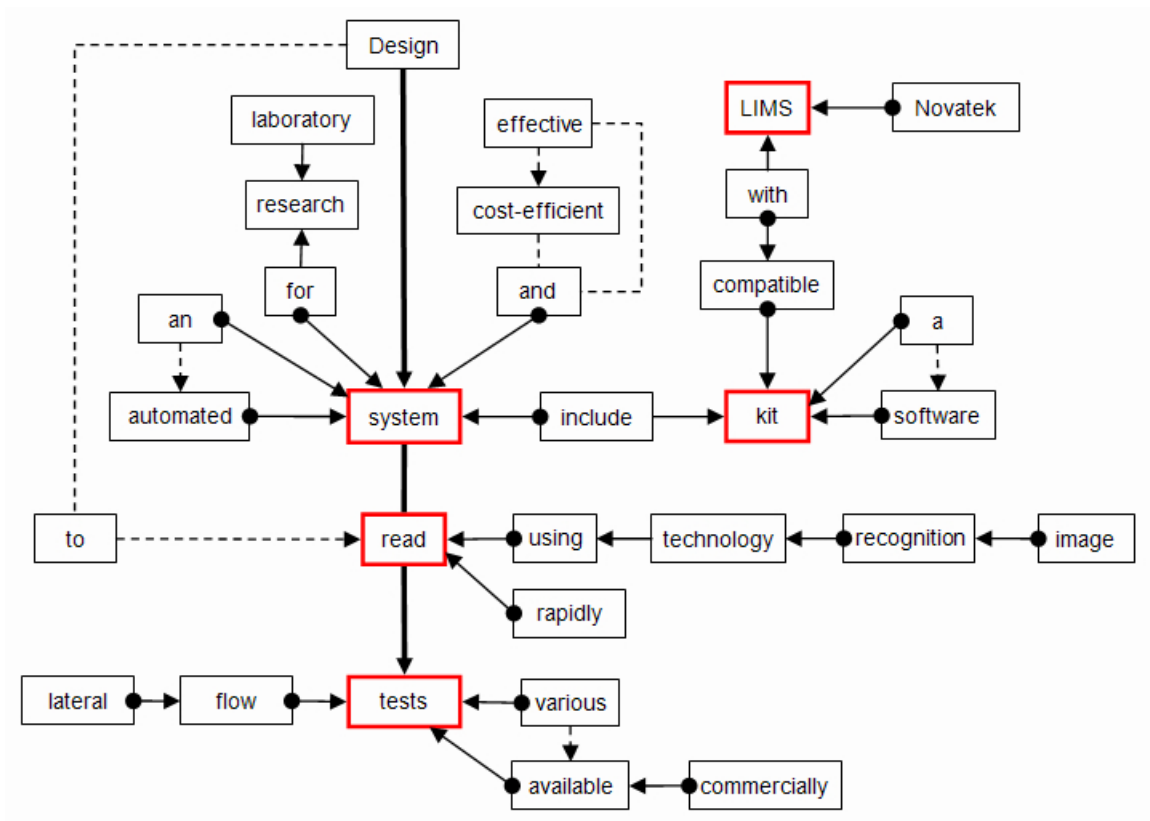 Design
laboratory
effective
LIMS
Novatek
research
cost-efficient
with
for
and
compatible
an
a
automated
system
include
kit
software
to
read
using
technology
recognition
image
rapidly
lateral
flow
tests
various
available
commercially